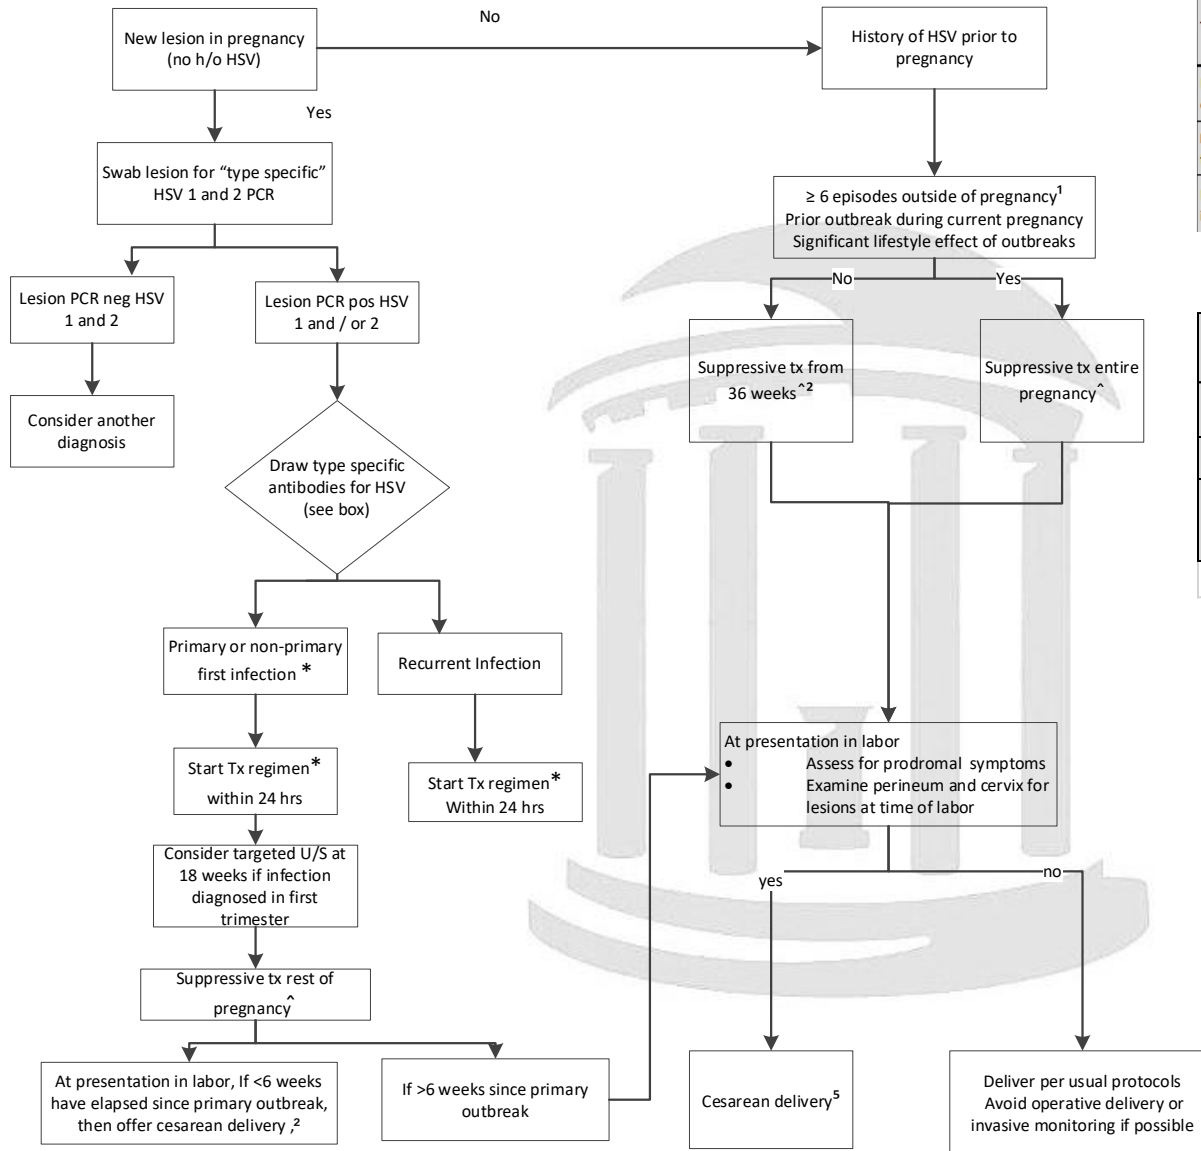 No
New lesion in pregnancy
(no h/o HSV)
History of HSV prior to
pregnancy
Yes
Swab lesion for “type specific”
HSV 1 and 2 PCR
≥ 6 episodes outside of pregnancy¹
Prior outbreak during current pregnancy
Significant lifestyle effect of outbreaks
No
Yes
Lesion PCR neg HSV
1 and 2
Lesion PCR pos HSV
1 and / or 2
Suppressive tx from
36 weeks^²
Suppressive tx entire
pregnancy^
Consider another
diagnosis
Draw type specific
antibodies for HSV
(see box)
Primary or non-primary
first infection *
Recurrent Infection
Start Tx regimen*
within 24 hrs
Start Tx regimen*
Within 24 hrs
At presentation in labor
• Assess for prodromal symptoms
• Examine perineum and cervix for
lesions at time of labor
Consider targeted U/S at
18 weeks if infection
diagnosed in first
trimester
yes
no
Suppressive tx rest of
pregnancy^
At presentation in labor, If <6 weeks
have elapsed since primary outbreak,
then offer cesarean delivery ,²
If >6 weeks since primary
outbreak
Cesarean delivery⁵
Deliver per usual protocols
Avoid operative delivery or
invasive monitoring if possible